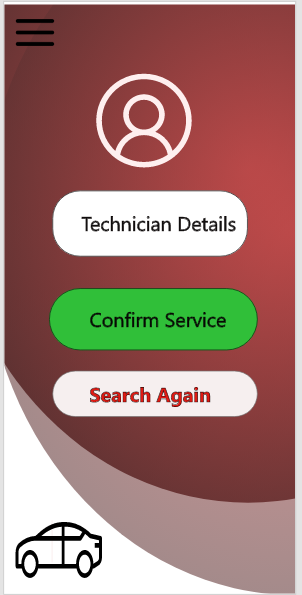 Technician Details
Confirm Service
Search Again